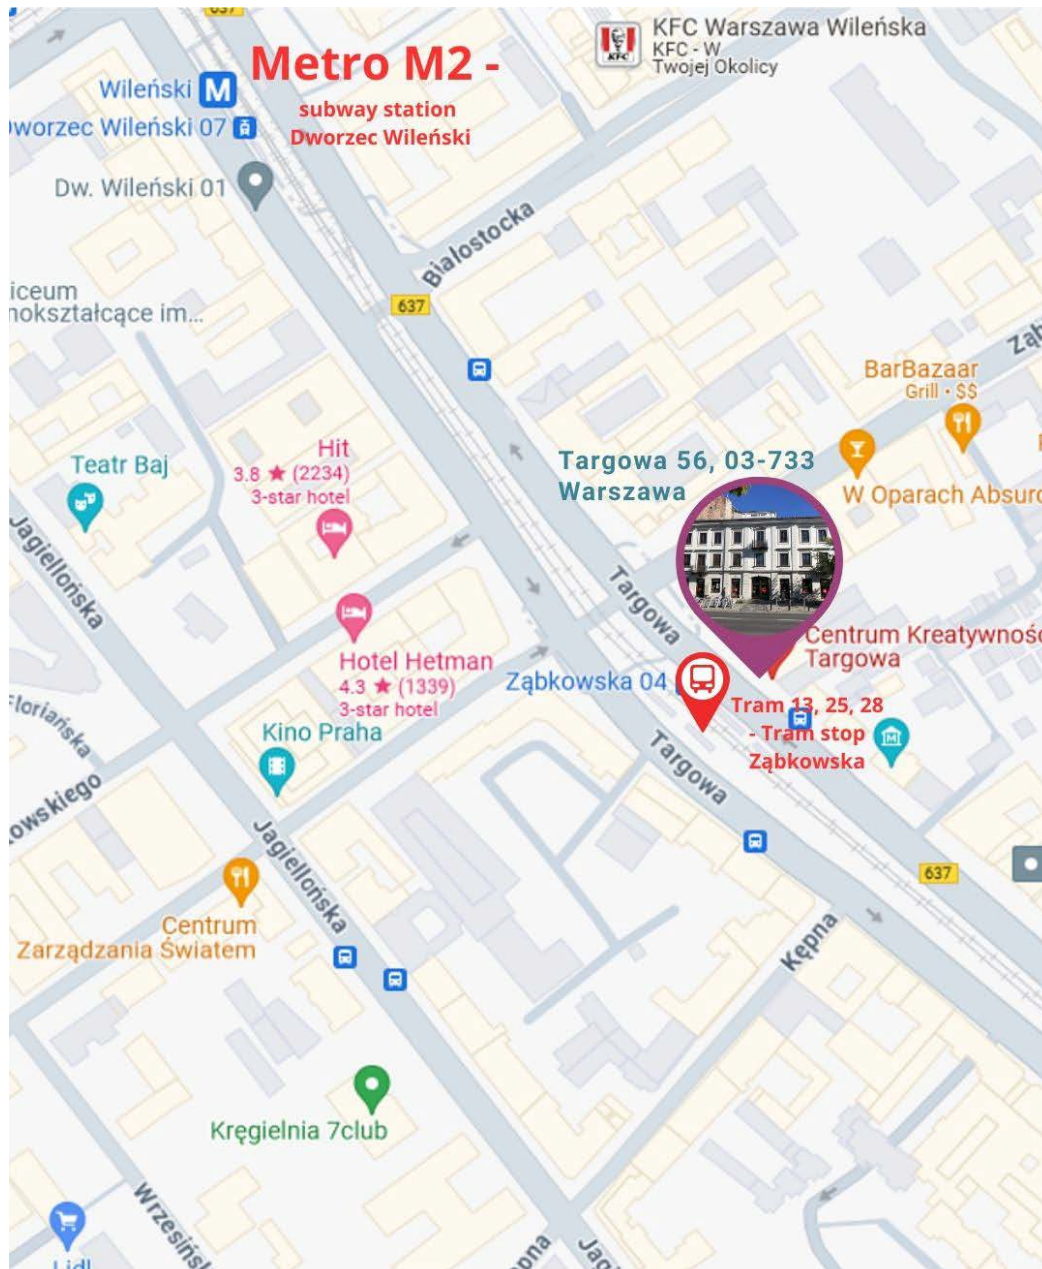 637
KFC Warszawa Wileńska
KFC - W
Twojej Okolicy
Metro M2 -
subway station
Dworzec Wileński
Wileński
M
worzec Wileński 07
Dw. Wileński 01
Białostocka
iceum
nokształcące im...
637
Ząb
BarBazaar
Grill • $$
Hit
3.8 ★ (2234)
3-star hotel
Teatr Baj
Targowa 56, 03-733
Warszawa
W Oparach Absurd
Jagiellońska
Targowa
Hotel Hetman
4.3 ★ (1339)
3-star hotel
Centrum Kreatywnośc
Targowa
Ząbkowska 04
Tram 13, 25, 28
- Tram stop
Ząbkowska
Floriańska
Kino Praha
Targowa
owskiego
Jagiellońska
637
Centrum
Zarządzania Światem
Kępna
Kręgielnia 7club
Wrzesińs
Lidl
ępna
Jag